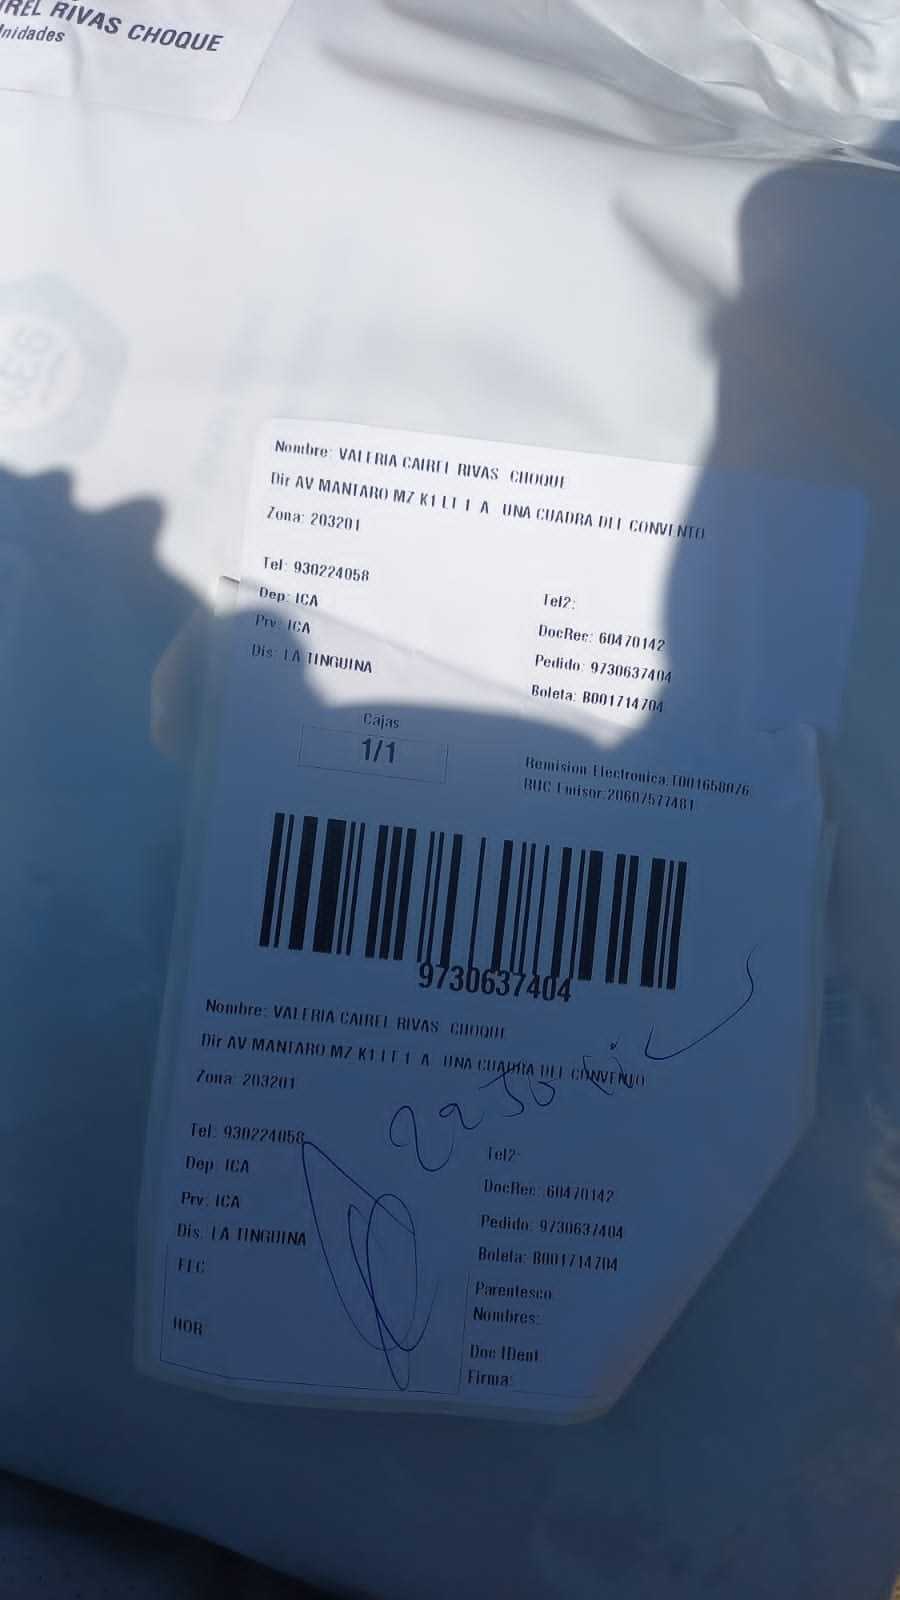 REL RIVAS CHOQUE
Unidades
Nombre: VALERIA CAIREL RIVAS CHOQUE
Dir AV MANTARO MZ K1 LT 1 A UNA CUADRA DEL CONVENTO
Zona: 203201
Tel: 930224058
Tel2:
Dep: ICA
DocRec: 60470142
Prv: ICA
Pedido: 9730637404
Dis: LA TINGUINA
Boleta: B001714704
Cajas
1/1
Remision Electronica:T001658076
RUC Emisor:20607577481
9730637404
Nombre: VALERIA CAIREL RIVAS CHOQUE
Dir AV MANTARO MZ K1 LT 1 A UNA CUADRA DEL CONVENTO
Zona: 203201
Tel: 930224058
Tel2:
Dep: ICA
DocRec: 60470142
Prv: ICA
Pedido: 9730637404
Dis: LA TINGUINA
Boleta: B001714704
FEC
Parentesco:
Nombres:
HOR
Doc IDent:
Firma: